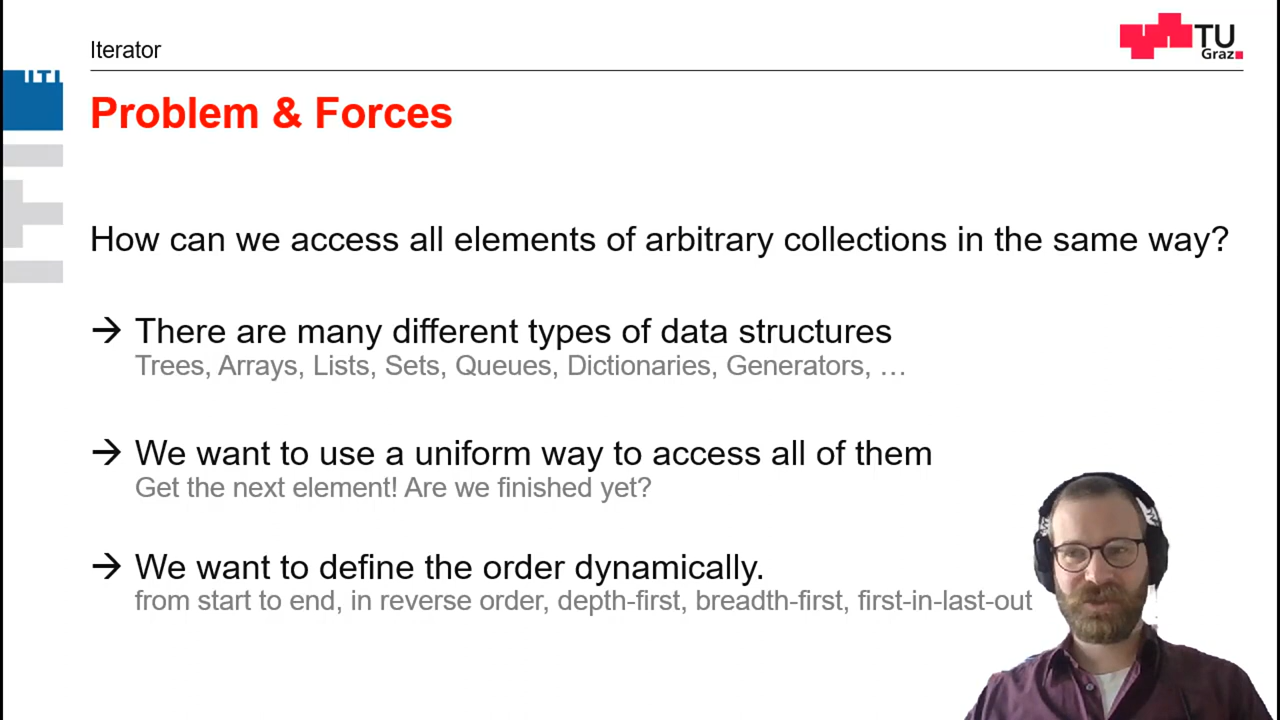 Iterator
TU
Graz
Problem & Forces
How can we access all elements of arbitrary collections in the same way?
→ There are many different types of data structures
Trees, Arrays, Lists, Sets, Queues, Dictionaries, Generators, …
→ We want to use a uniform way to access all of them
Get the next element! Are we finished yet?
→ We want to define the order dynamically.
from start to end, in reverse order, depth-first, breadth-first, first-in-last-out